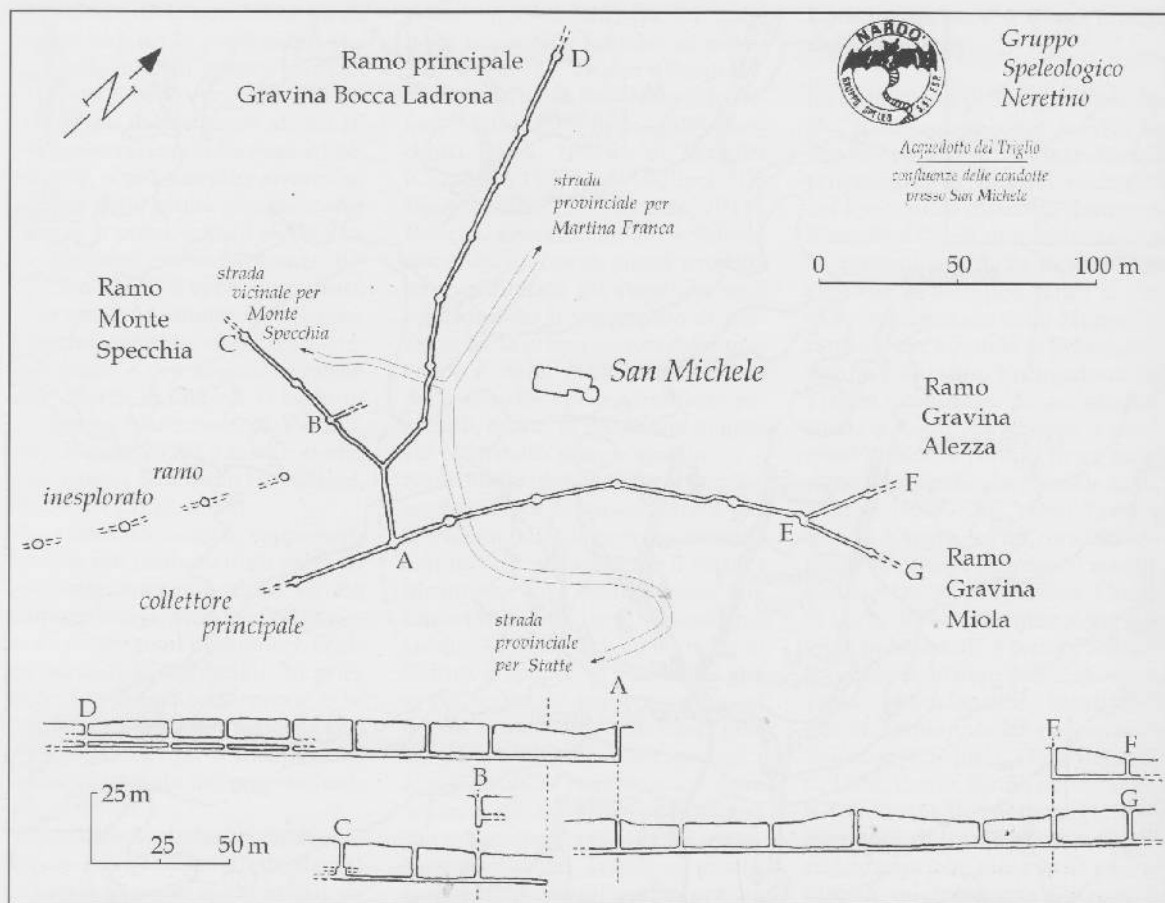 N
Ramo principale
Gravina Bocca Ladrona
D
NARDO'
GRUPPO SPELEO
Gruppo
Speleologico
Neretino
Acquedotto del Triglio
confluenze delle condotte
presso San Michele
0 50 100 m
strada
provinciale per
Martina Franca
strada
vicinale per
Monte
Specchia
Ramo
Monte
Specchia
C
B
San Michele
Ramo
Gravina
Alezza
ramo
inesplorato
A
E
F
G
Ramo
Gravina
Miola
collettore
principale
strada
provinciale
per Statte
A
D
B
C
E
F
G
25 m
25 50 m